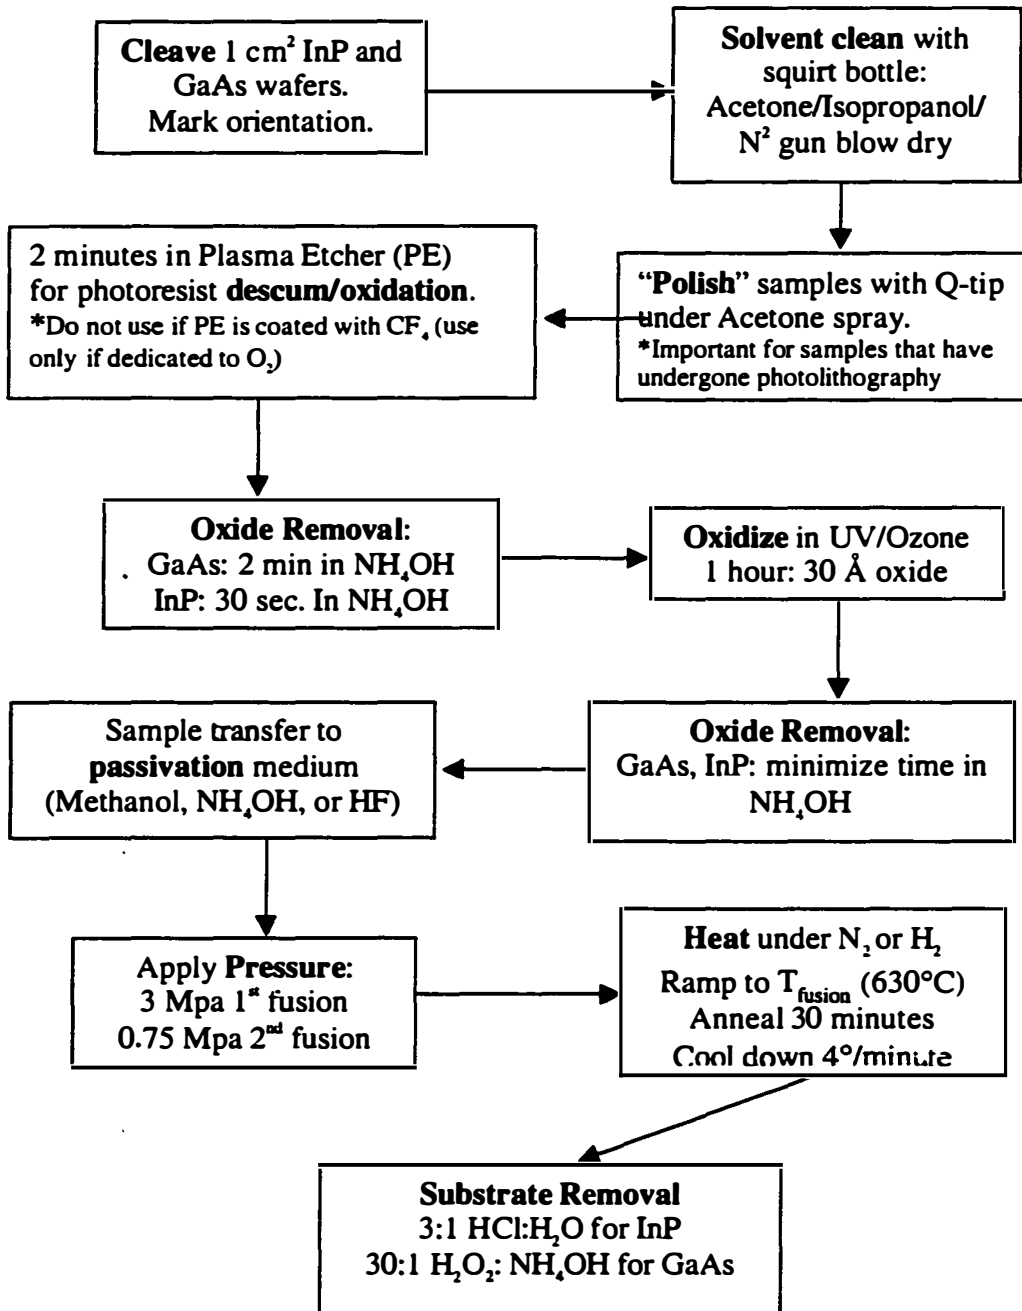 Cleave 1 cm² InP and
GaAs wafers.
Mark orientation.
Solvent clean with
squirt bottle:
Acetone/Isopropanol/
N² gun blow dry
"Polish" samples with Q-tip
under Acetone spray.
*Important for samples that have
undergone photolithography
2 minutes in Plasma Etcher (PE)
for photoresist descum/oxidation.
*Do not use if PE is coated with CF₄ (use
only if dedicated to O₂)
Oxide Removal:
GaAs: 2 min in NH₄OH
InP: 30 sec. In NH₄OH
Oxidize in UV/Ozone
1 hour: 30 Å oxide
Oxide Removal:
GaAs, InP: minimize time in
NH₄OH
Sample transfer to
passivation medium
(Methanol, NH₄OH, or HF)
Apply Pressure:
3 Mpa 1ˢᵗ fusion
0.75 Mpa 2ⁿᵈ fusion
Heat under N₂ or H₂
Ramp to T_fusion (630°C)
Anneal 30 minutes
Cool down 4°/minute
Substrate Removal
3:1 HCl:H₂O for InP
30:1 H₂O₂: NH₄OH for GaAs